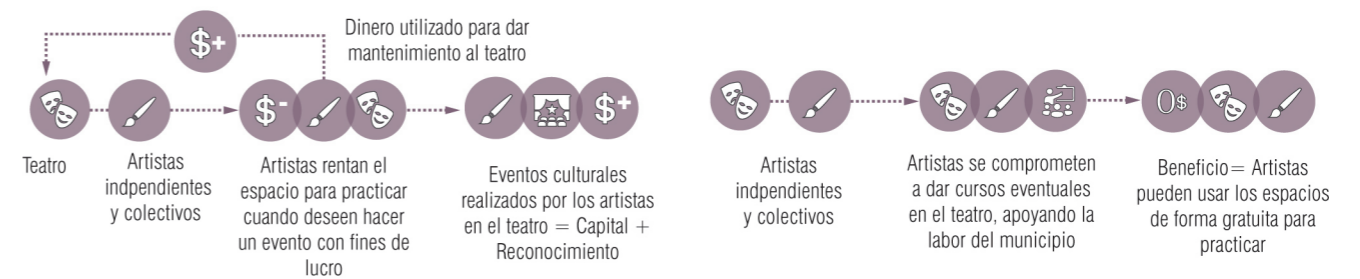 $+
Dinero utilizado para dar
mantenimiento al teatro
$-
$+
0$
Teatro
Artistas
indpendientes
y colectivos
Artistas rentan el
espacio para practicar
cuando deseen hacer
un evento con fines de
lucro
Eventos culturales
realizados por los artistas
en el teatro = Capital +
Reconocimiento
Artistas
indpendientes
y colectivos
Artistas se comprometen
a dar cursos eventuales
en el teatro, apoyando la
labor del municipio
Beneficio= Artistas
pueden usar los espacios
de forma gratuita para
practicar